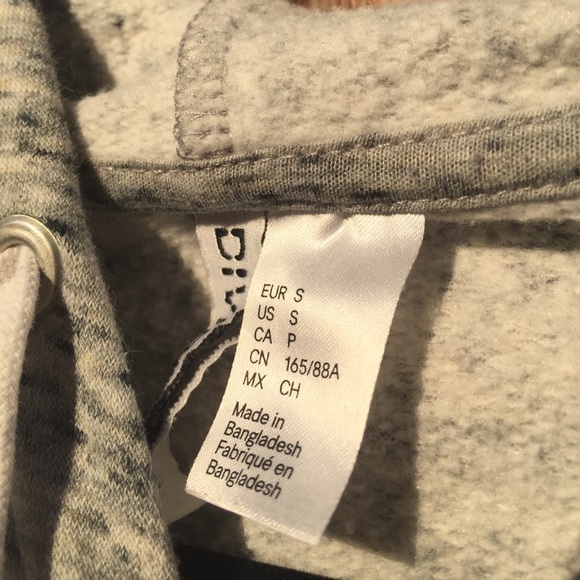 EUR S
US S
CA P
CN 165/88A
MX CH
Made in
Bangladesh
Fabriqué en
Bangladesh